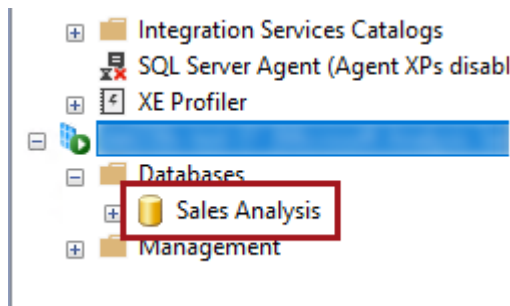 Integration Services Catalogs
SQL Server Agent (Agent XPs disabl
XE Profiler
Databases
Sales Analysis
Management